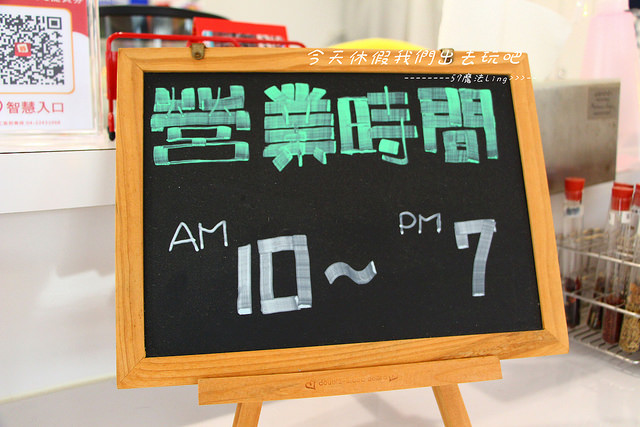 今天休假我們出去玩吧
--------57魔法Ling>>>--
智慧入口
營業時間
AM 10～ PM 7